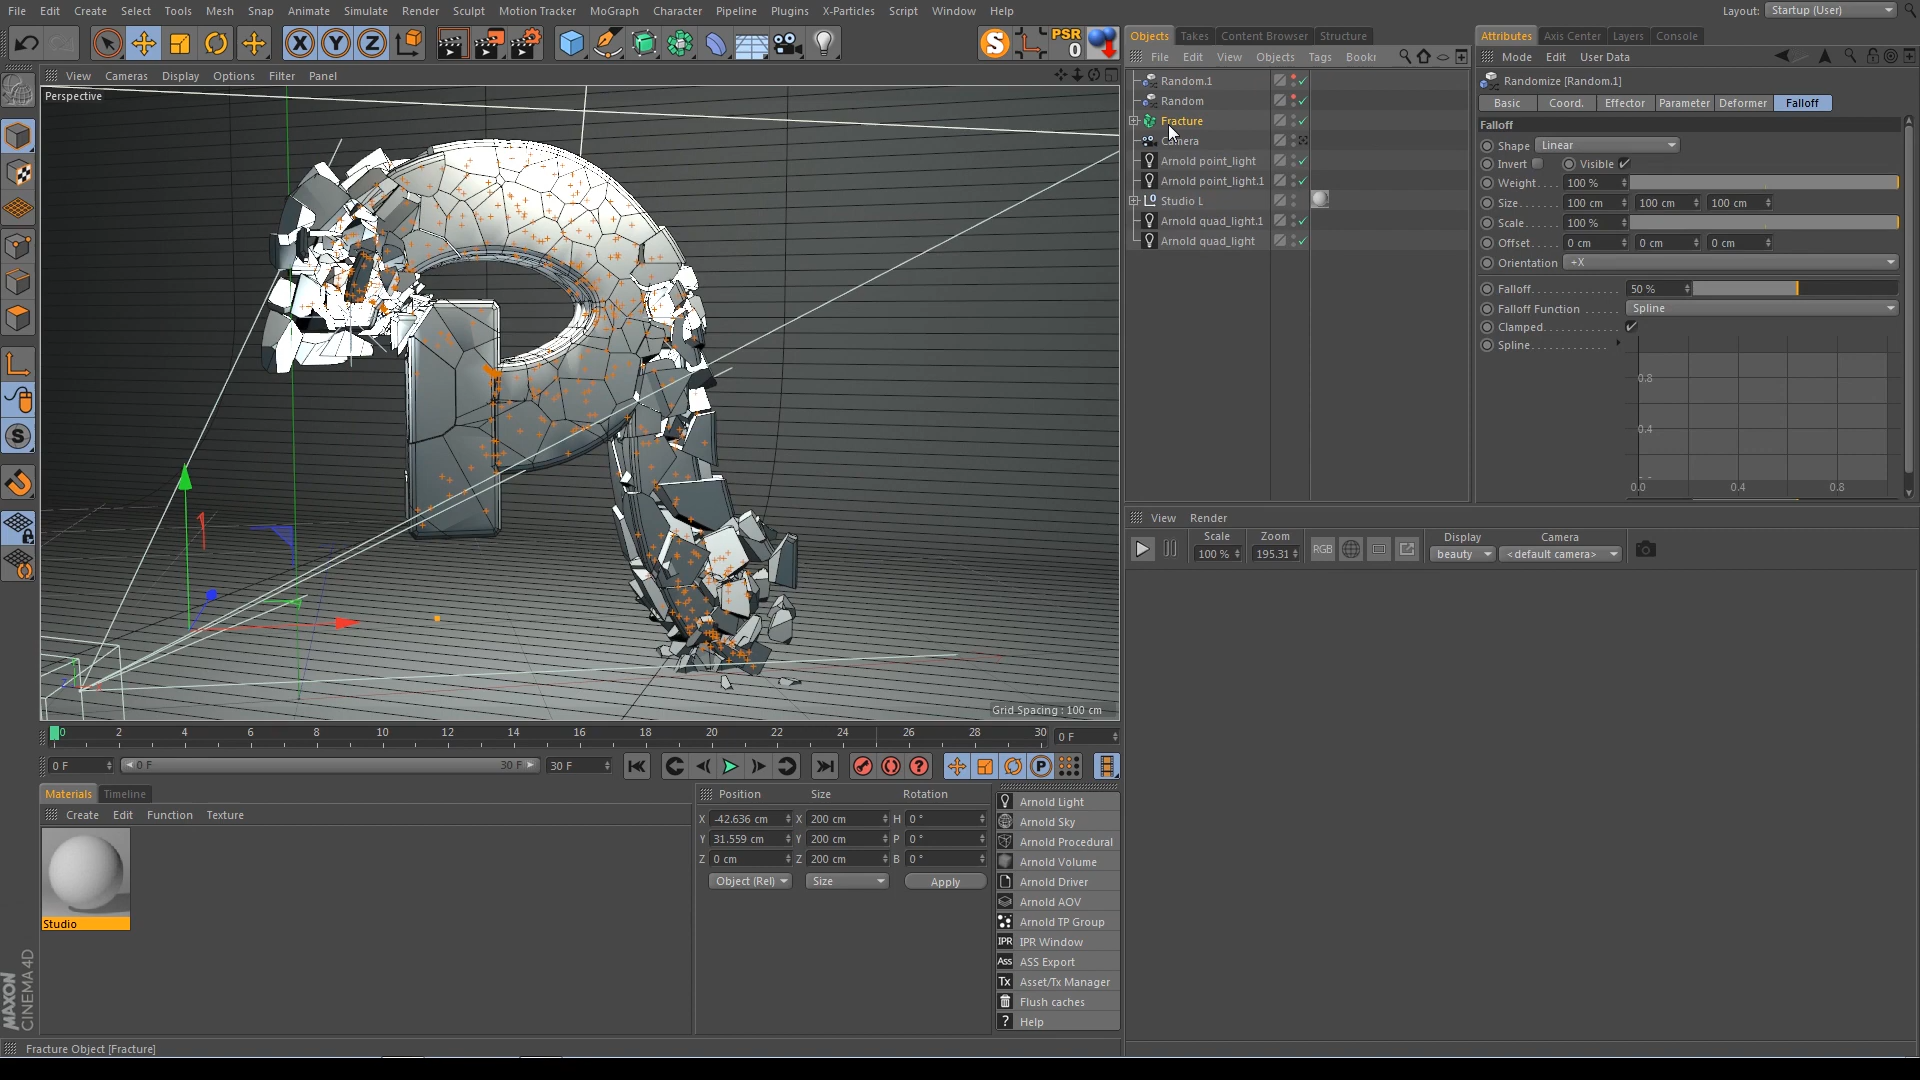 File Edit Create Select Tools Mesh Snap Animate Simulate Render Sculpt Motion Tracker MoGraph Character Pipeline Plugins X-Particles Script Window Help
Layout: Startup (User)
X Y Z S PSR 0
Objects Takes Content Browser Structure
Attributes Axis Center Layers Console
File Edit View Objects Tags Bookr
Mode Edit User Data
View Cameras Display Options Filter Panel
Perspective
Random.1
Random
Fracture
Camera
Arnold point_light
Arnold point_light.1
Studio L
Arnold quad_light.1
Arnold quad_light
Randomize [Random.1]
Basic Coord. Effector Parameter Deformer Falloff
Falloff
Shape Linear
Invert Visible
Weight.... 100 %
Size...... 100 cm 100 cm 100 cm
Scale..... 100 %
Offset.... 0 cm 0 cm 0 cm
Orientation +X
Falloff............... 50 %
Falloff Function ...... Spline
Clamped............
Spline..............
0.8
0.4
0.0 0.4 0.8
View Render
Scale 100 %
Zoom 195.31
RGB
Display beauty
Camera <default camera>
Grid Spacing : 100 cm
0 2 4 6 8 10 12 14 16 18 20 22 24 26 28 30 0 F
0 F 0 F 30 F 30 F
P
Materials Timeline
Create Edit Function Texture
Studio
Position Size Rotation
X -42.636 cm X 200 cm H 0 °
Y 31.559 cm Y 200 cm P 0 °
Z 0 cm Z 200 cm B 0 °
Object (Rel) Size Apply
Arnold Light
Arnold Sky
Arnold Procedural
Arnold Volume
Arnold Driver
Arnold AOV
Arnold TP Group
IPR IPR Window
Ass ASS Export
Tx Asset/Tx Manager
Flush caches
? Help
MAXON
CINEMA 4D
Fracture Object [Fracture]